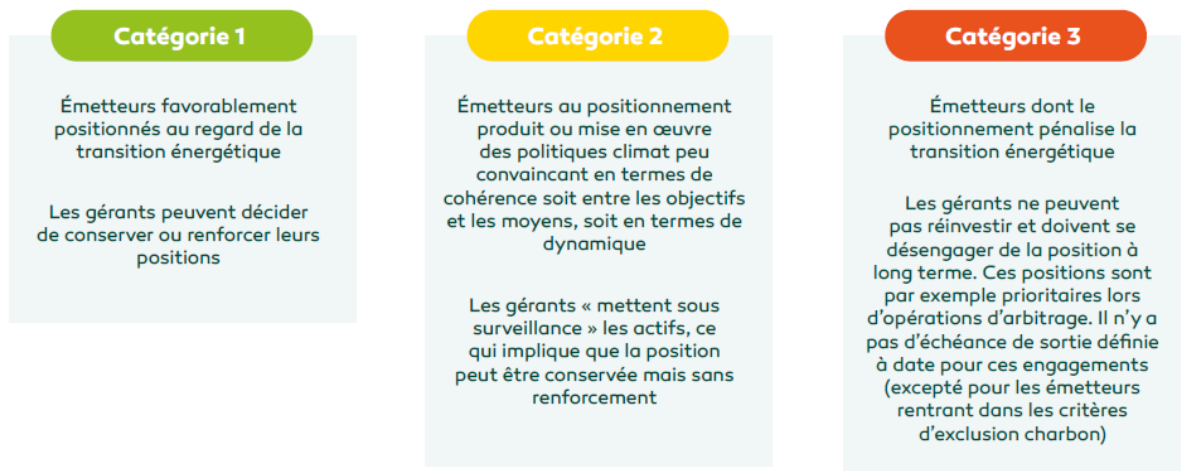 Catégorie 1
Émetteurs favorablement
positionnés au regard de la
transition énergétique
Les gérants peuvent décider
de conserver ou renforcer leurs
positions
Catégorie 2
Émetteurs au positionnement
produit ou mise en œuvre
des politiques climat peu
convaincant en termes de
cohérence soit entre les objectifs
et les moyens, soit en termes de
dynamique
Les gérants « mettent sous
surveillance » les actifs, ce
qui implique que la position
peut être conservée mais sans
renforcement
Catégorie 3
Émetteurs dont le
positionnement pénalise la
transition énergétique
Les gérants ne peuvent
pas réinvestir et doivent se
désengager de la position à
long terme. Ces positions sont
par exemple prioritaires lors
d’opérations d’arbitrage. Il n’y a
pas d’échéance de sortie définie
à date pour ces engagements
(excepté pour les émetteurs
rentrant dans les critères
d’exclusion charbon)